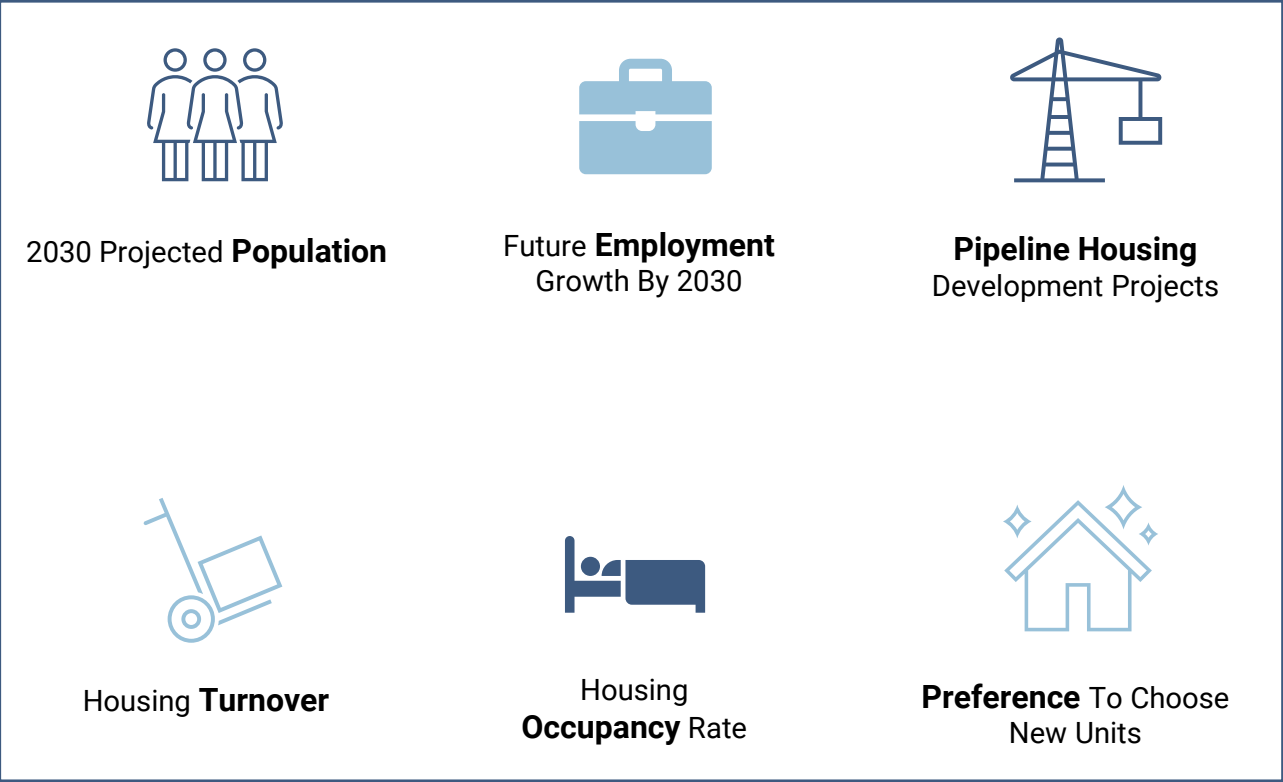 2030 Projected Population
Future Employment
Growth By 2030
Pipeline Housing
Development Projects
Housing Turnover
Housing
Occupancy Rate
Preference To Choose
New Units